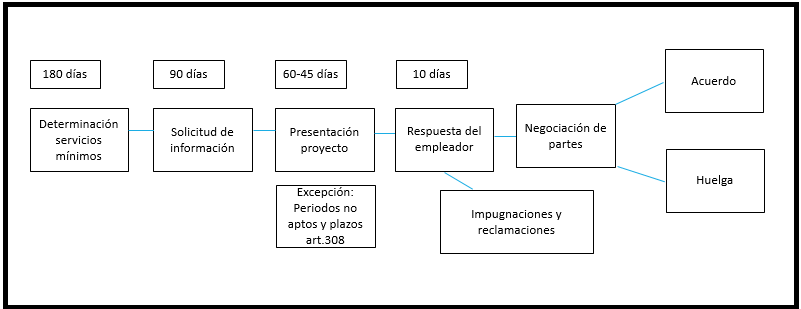 180 días
90 días
60-45 días
10 días
Determinación
servicios
mínimos
Solicitud de
información
Presentación
proyecto
Respuesta del
empleador
Negociación de
partes
Acuerdo
Huelga
Excepción:
Periodos no
aptos y plazos
art.308
Impugnaciones y
reclamaciones